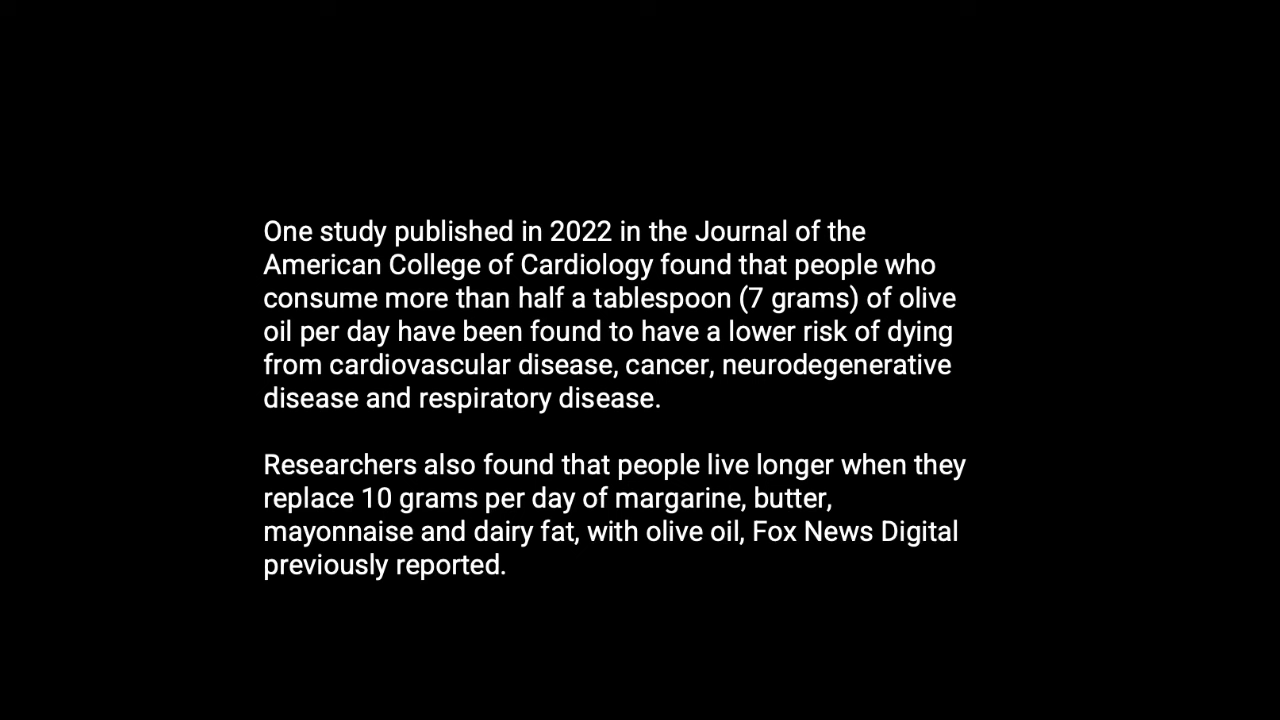 One study published in 2022 in the Journal of the
American College of Cardiology found that people who
consume more than half a tablespoon (7 grams) of olive
oil per day have been found to have a lower risk of dying
from cardiovascular disease, cancer, neurodegenerative
disease and respiratory disease.
Researchers also found that people live longer when they
replace 10 grams per day of margarine, butter,
mayonnaise and dairy fat, with olive oil, Fox News Digital
previously reported.